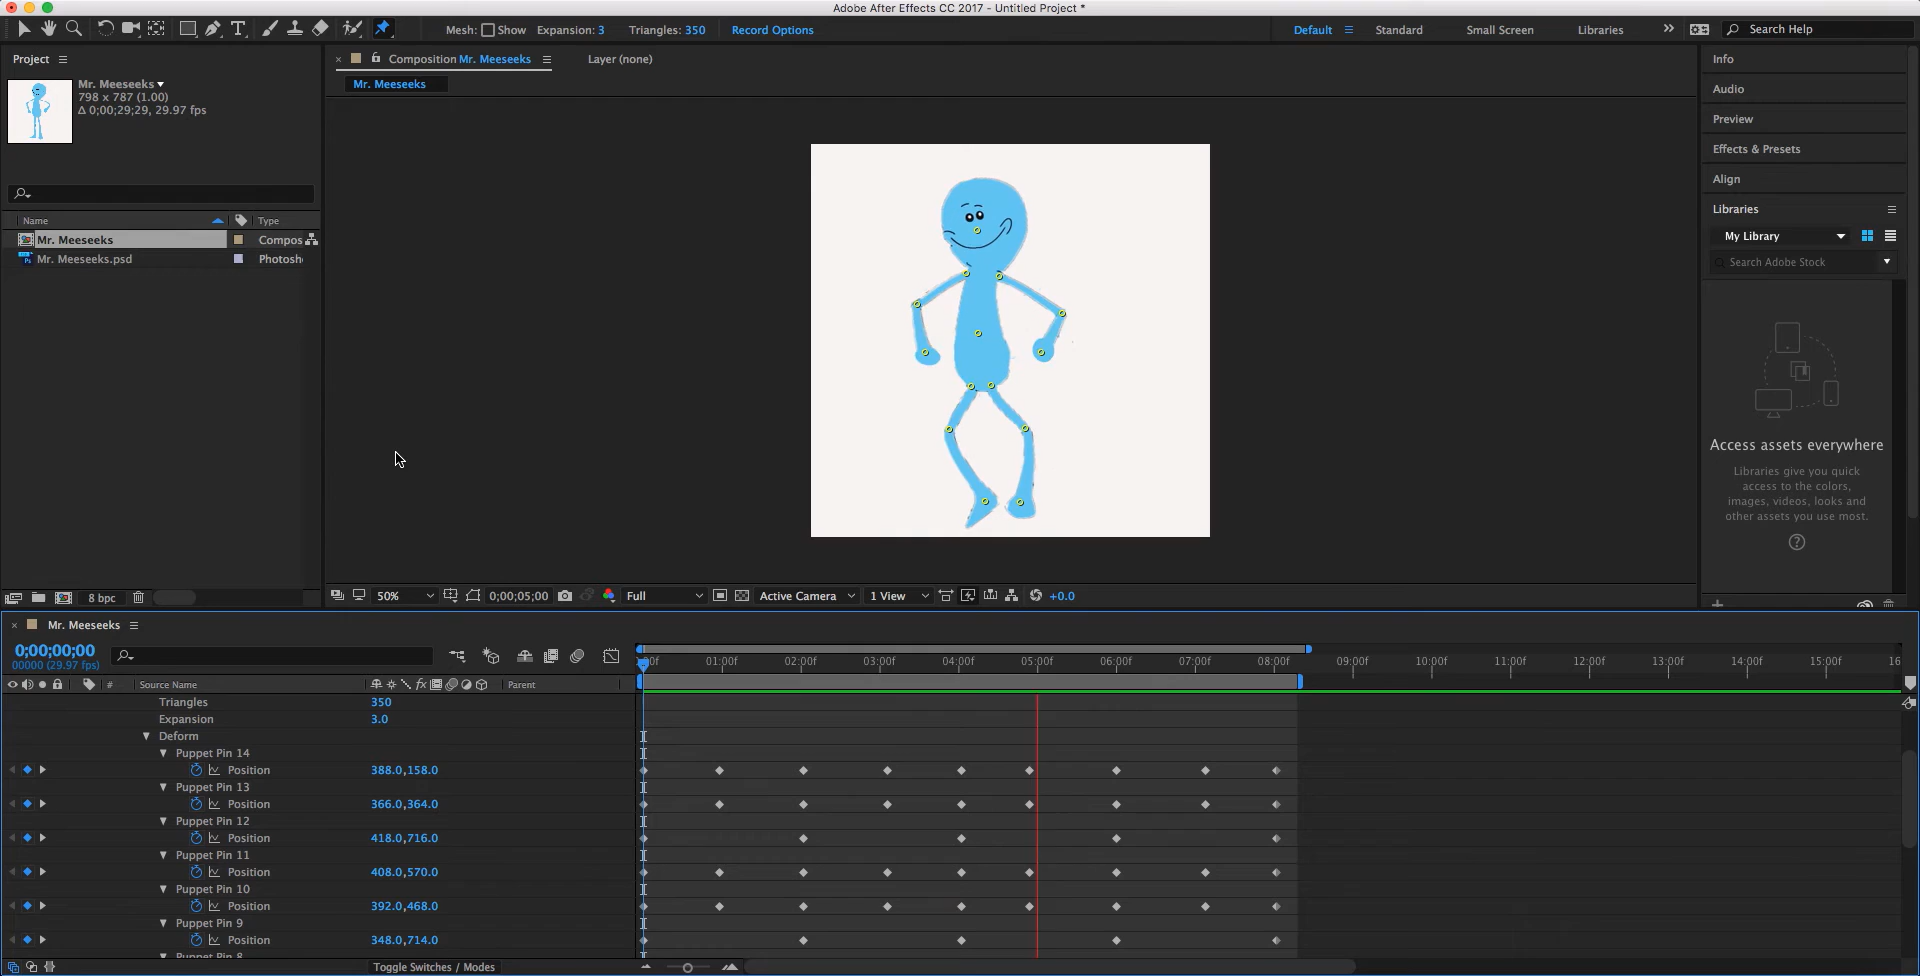 Adobe After Effects CC 2017 - Untitled Project *
Mesh: Show Expansion: 3 Triangles: 350 Record Options Default Standard Small Screen Libraries Search Help
Project
Mr. Meeseeks
798 x 787 (1.00)
Δ 0;00;29;29, 29.97 fps
Name Type
Mr. Meeseeks Compos
Mr. Meeseeks.psd Photosh
8 bpc
Composition Mr. Meeseeks Layer (none)
Mr. Meeseeks
50% 0;00;05;00 Full Active Camera 1 View +0.0
Info
Audio
Preview
Effects & Presets
Align
Libraries
My Library
Search Adobe Stock
Access assets everywhere
Libraries give you quick
access to the colors,
images, videos, looks and
other assets you use most.
Mr. Meeseeks
0;00;00;00
00000 (29.97 fps)
:00f 01:00f 02:00f 03:00f 04:00f 05:00f 06:00f 07:00f 08:00f 09:00f 10:00f 11:00f 12:00f 13:00f 14:00f 15:00f 16
# Source Name Parent
Triangles 350
Expansion 3.0
Deform
Puppet Pin 14
Position 388.0,158.0
Puppet Pin 13
Position 366.0,364.0
Puppet Pin 12
Position 418.0,716.0
Puppet Pin 11
Position 408.0,570.0
Puppet Pin 10
Position 392.0,468.0
Puppet Pin 9
Position 348.0,714.0
Puppet Pin 8
Toggle Switches / Modes